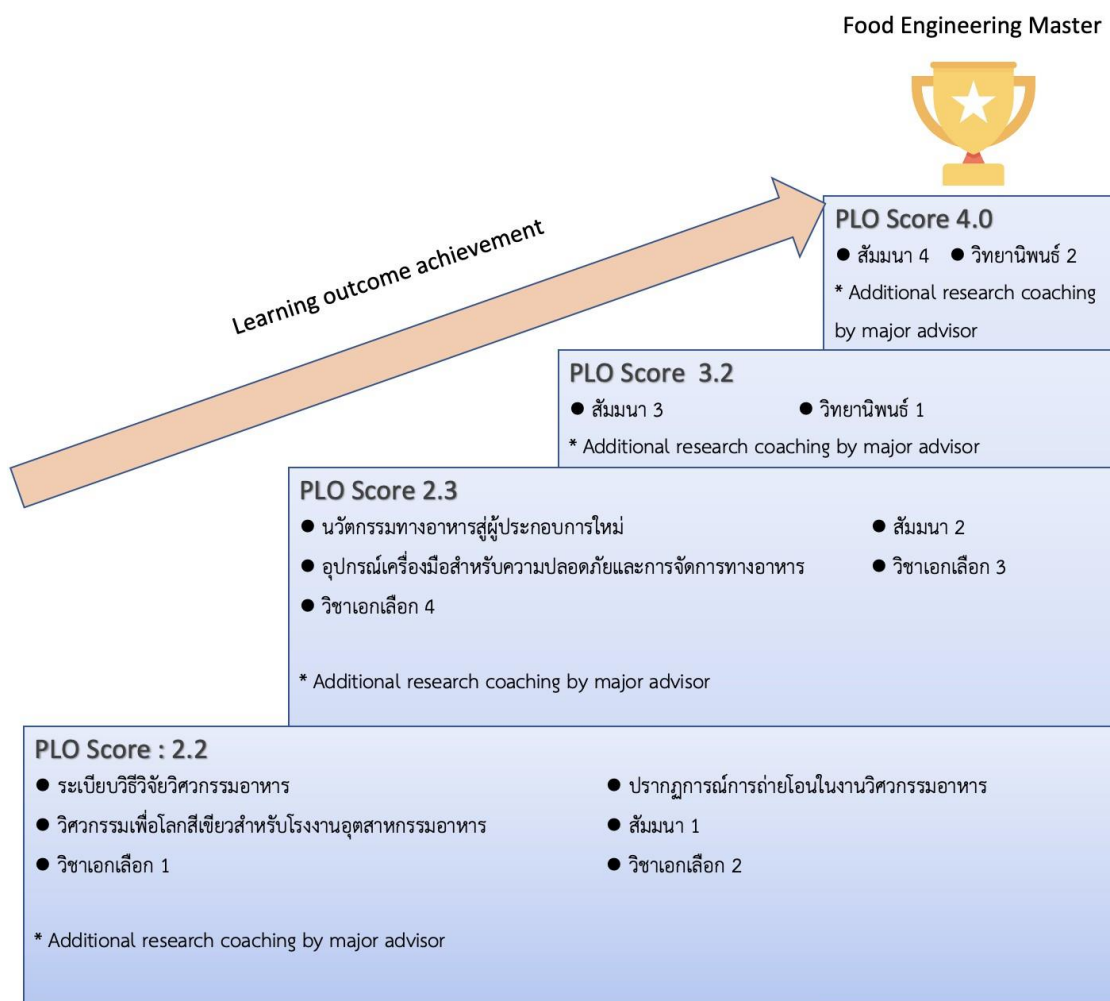 Food Engineering Master
Learning outcome achievement
PLO Score 4.0
● สัมมนา 4 ● วิทยานิพนธ์ 2
* Additional research coaching
by major advisor
PLO Score 3.2
● สัมมนา 3 ● วิทยานิพนธ์ 1
* Additional research coaching by major advisor
PLO Score 2.3
● นวัตกรรมทางอาหารสู่ผู้ประกอบการใหม่ ● สัมมนา 2
● อุปกรณ์เครื่องมือสำหรับความปลอดภัยและการจัดการทางอาหาร ● วิชาเอกเลือก 3
● วิชาเอกเลือก 4
* Additional research coaching by major advisor
PLO Score : 2.2
● ระเบียบวิธีวิจัยวิศวกรรมอาหาร ● ปรากฏการณ์การถ่ายโอนในงานวิศวกรรมอาหาร
● วิศวกรรมเพื่อโลกสีเขียวสำหรับโรงงานอุตสาหกรรมอาหาร ● สัมมนา 1
● วิชาเอกเลือก 1 ● วิชาเอกเลือก 2
* Additional research coaching by major advisor